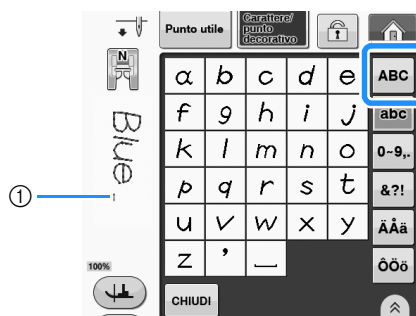 Punto utile
Carattere/
punto
decorativo
N
a b c d e ABC
f g h i j abc
k l m n o 0~9,.
p q r s t &?!
u v w x y ÄÅä
z ’ _ ÔÖö
Blue
①
100%
CHIUDI